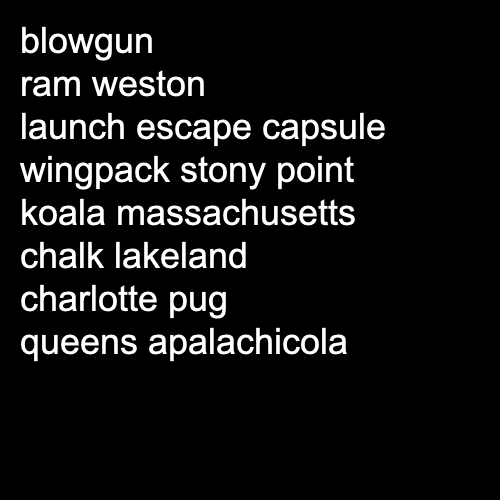 blowgun
ram weston
launch escape capsule
wingpack stony point
koala massachusetts
chalk lakeland
charlotte pug
queens apalachicola